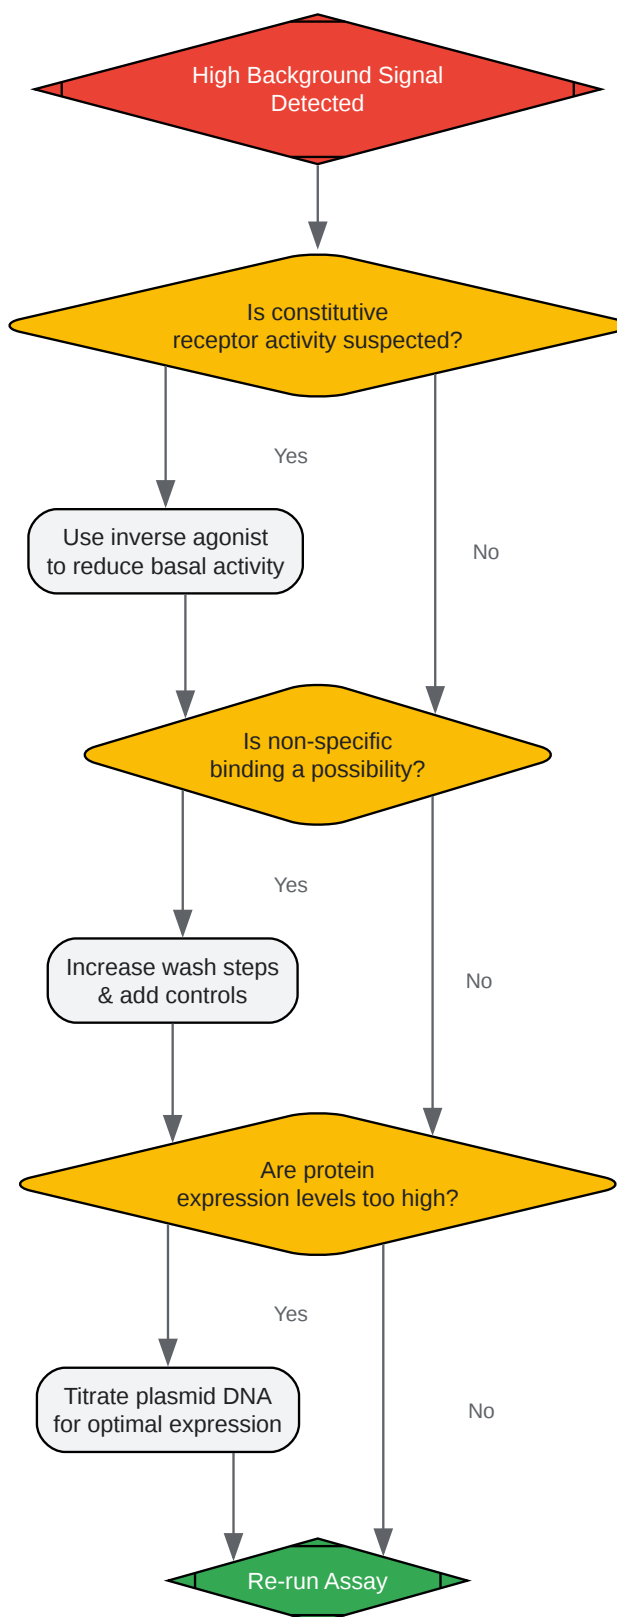 High Background Signal
Detected
Is constitutive
receptor activity suspected?
Yes
Use inverse agonist
to reduce basal activity
No
Is non-specific
binding a possibility?
Yes
Increase wash steps
& add controls
No
Are protein
expression levels too high?
Yes
Titrate plasmid DNA
for optimal expression
No
Re-run Assay